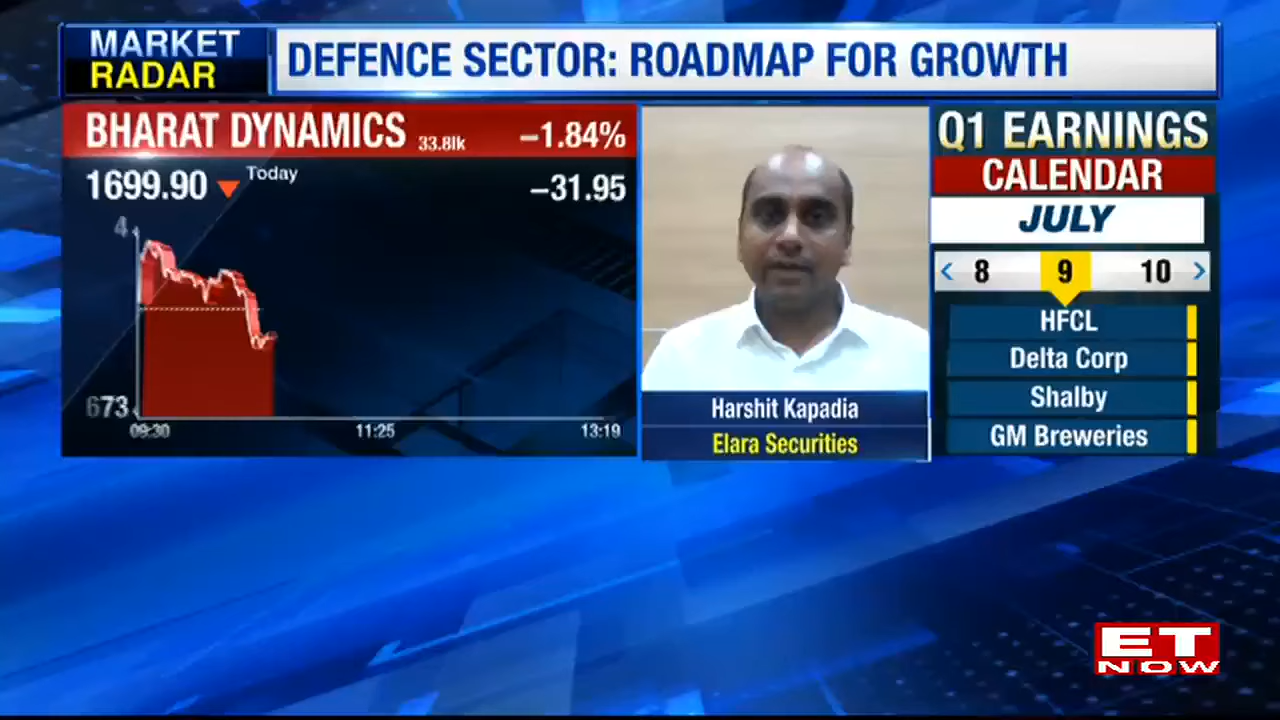 MARKET
RADAR
DEFENCE SECTOR: ROADMAP FOR GROWTH
BHARAT DYNAMICS 33.8lk −1.84%
1699.90 Today −31.95
4
673
09:30 11:25 13:19
Harshit Kapadia
Elara Securities
Q1 EARNINGS
CALENDAR
JULY
8 9 10
HFCL
Delta Corp
Shalby
GM Breweries
ET
NOW